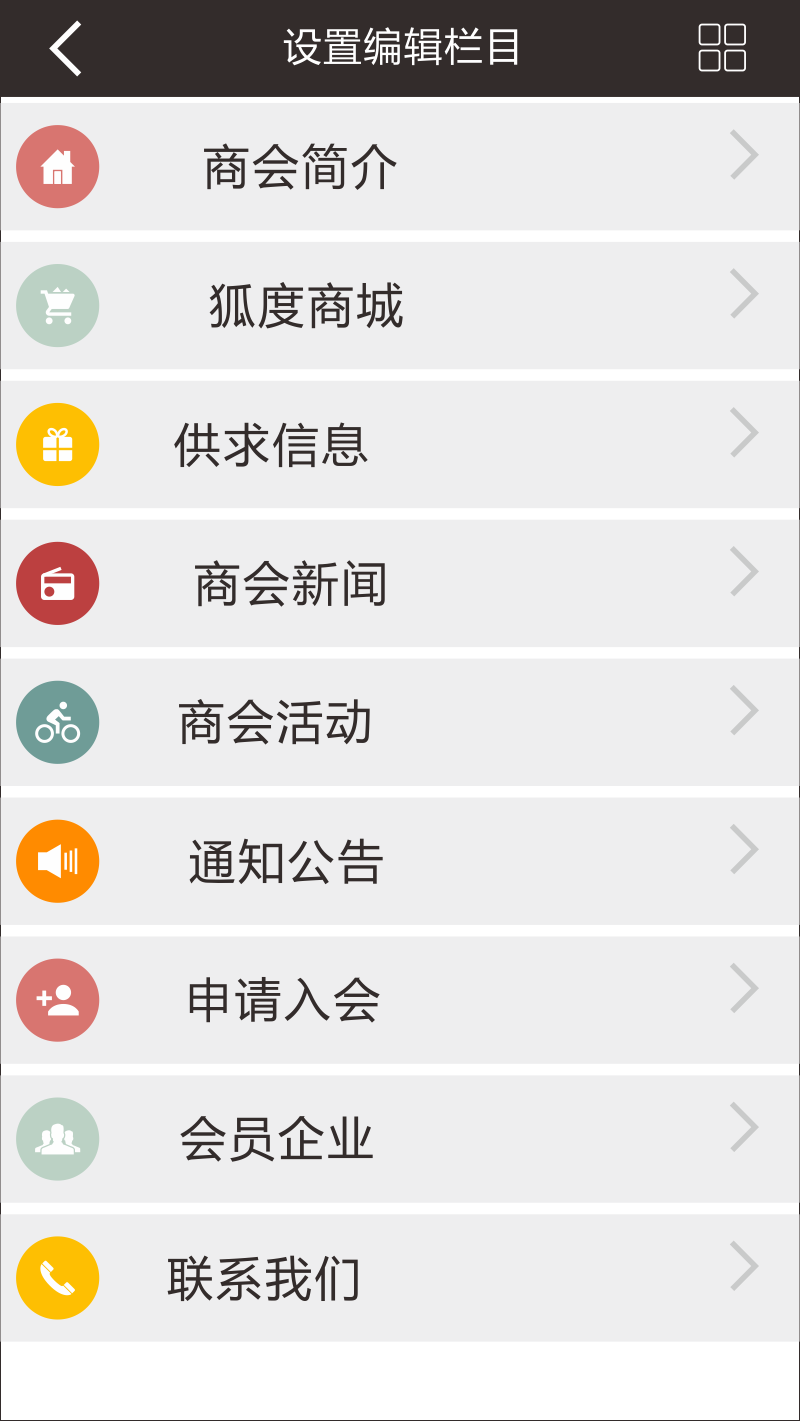 设置编辑栏目
商会简介
狐度商城
供求信息
商会新闻
商会活动
通知公告
申请入会
会员企业
联系我们